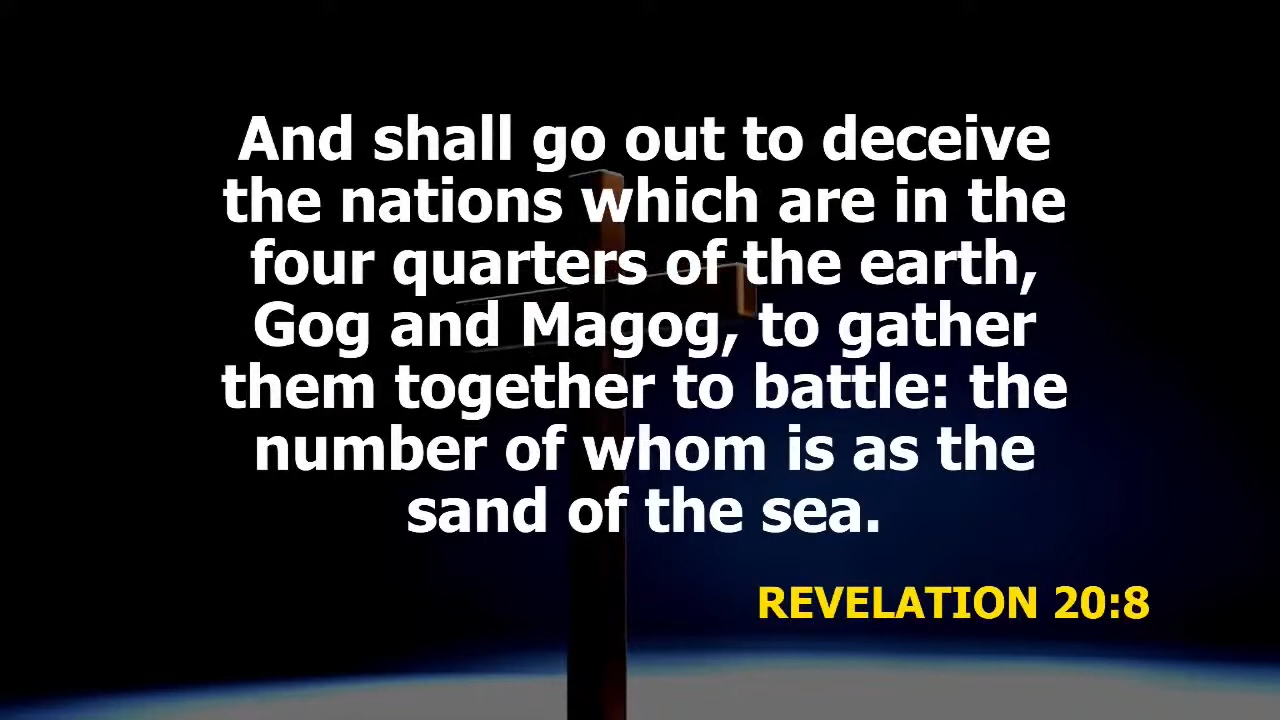 And shall go out to deceive
the nations which are in the
four quarters of the earth,
Gog and Magog, to gather
them together to battle: the
number of whom is as the
sand of the sea.
REVELATION 20:8